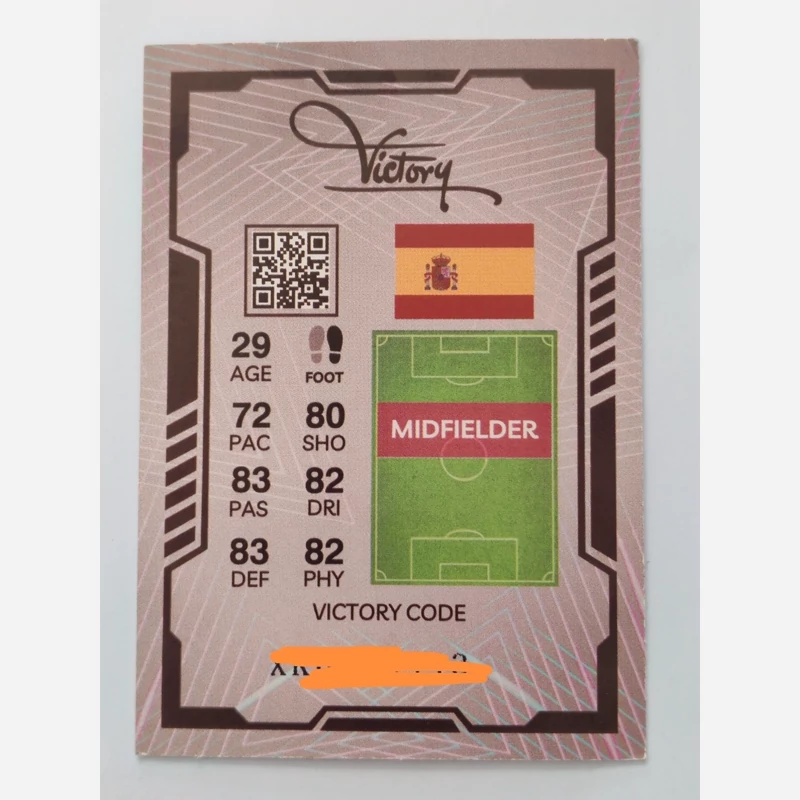 Victory
29
AGE
FOOT
72 80
PAC SHO
MIDFIELDER
83 82
PAS DRI
83 82
DEF PHY
VICTORY CODE